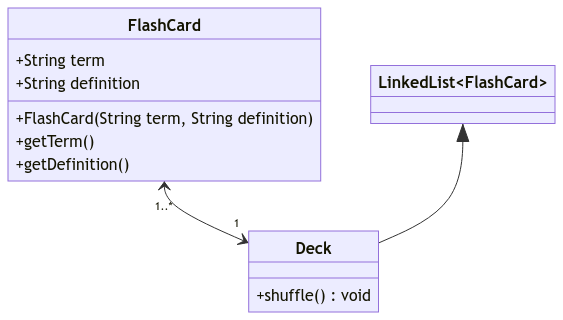 FlashCard
+String term
+String definition
+FlashCard(String term, String definition)
+getTerm()
+getDefinition()
LinkedList<FlashCard>
1..*
1
Deck
+shuffle() : void